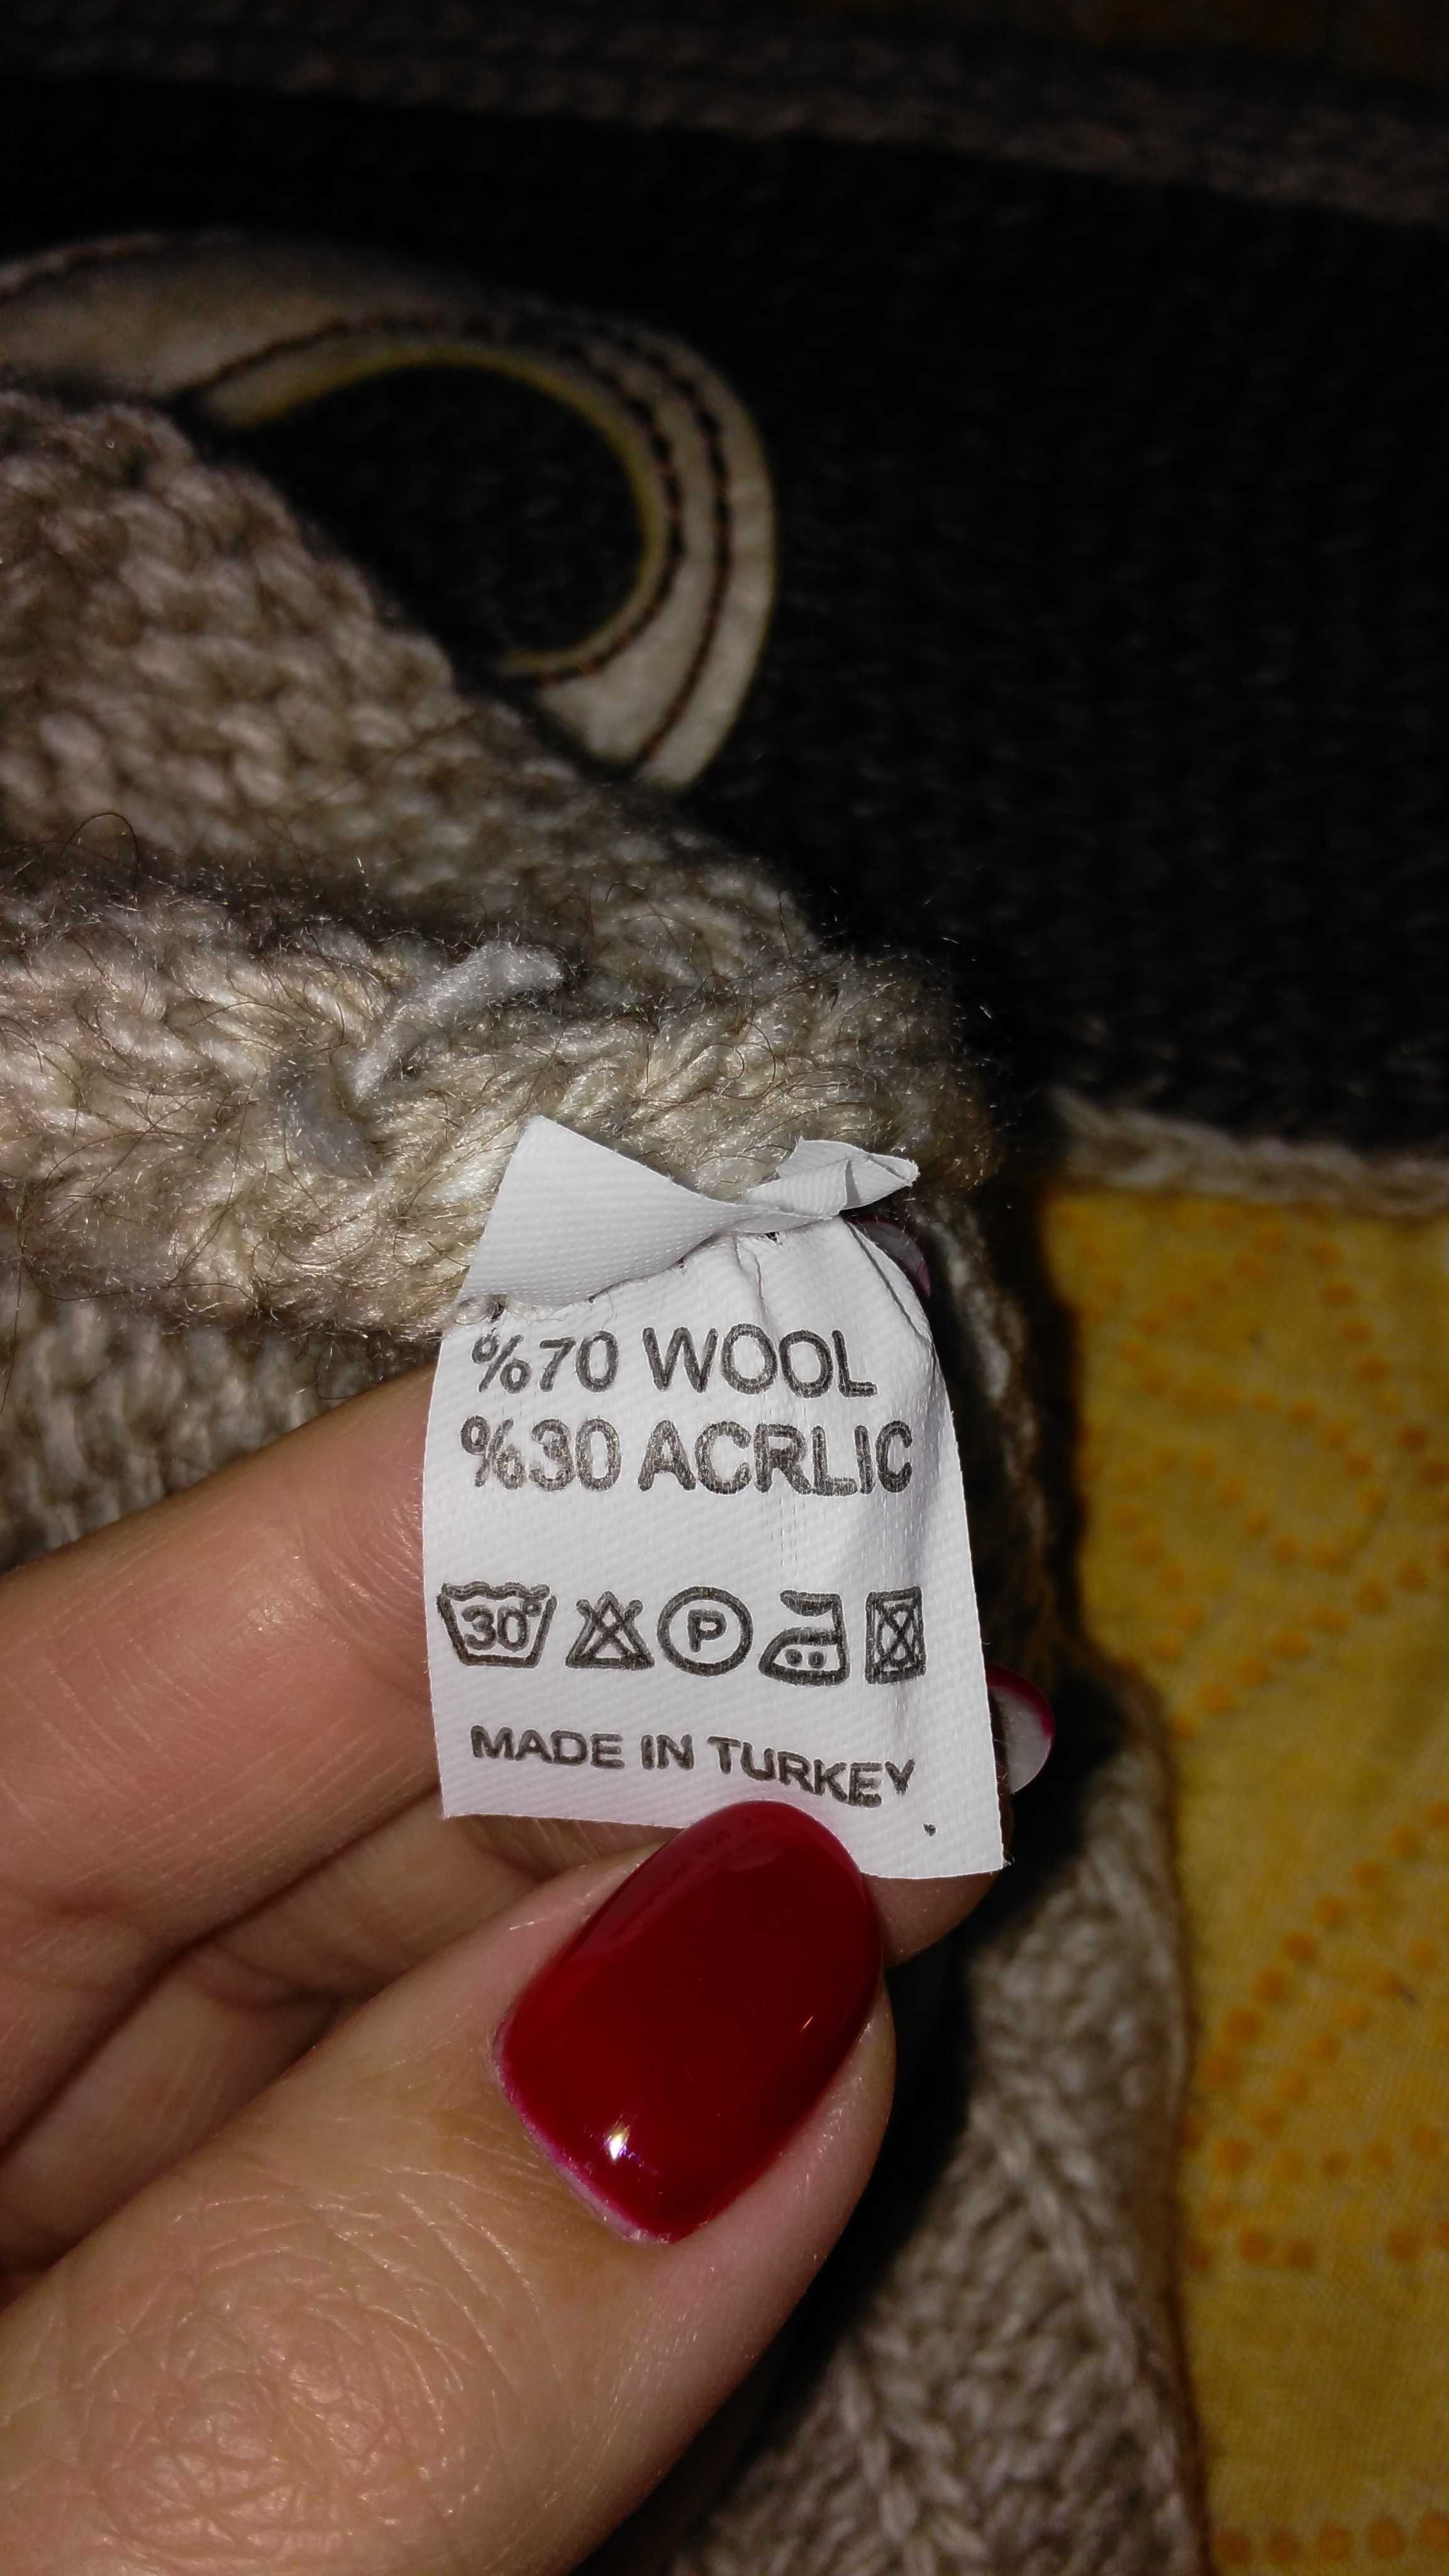 %70 WOOL
%30 ACRLIC
30°
P
MADE IN TURKEY